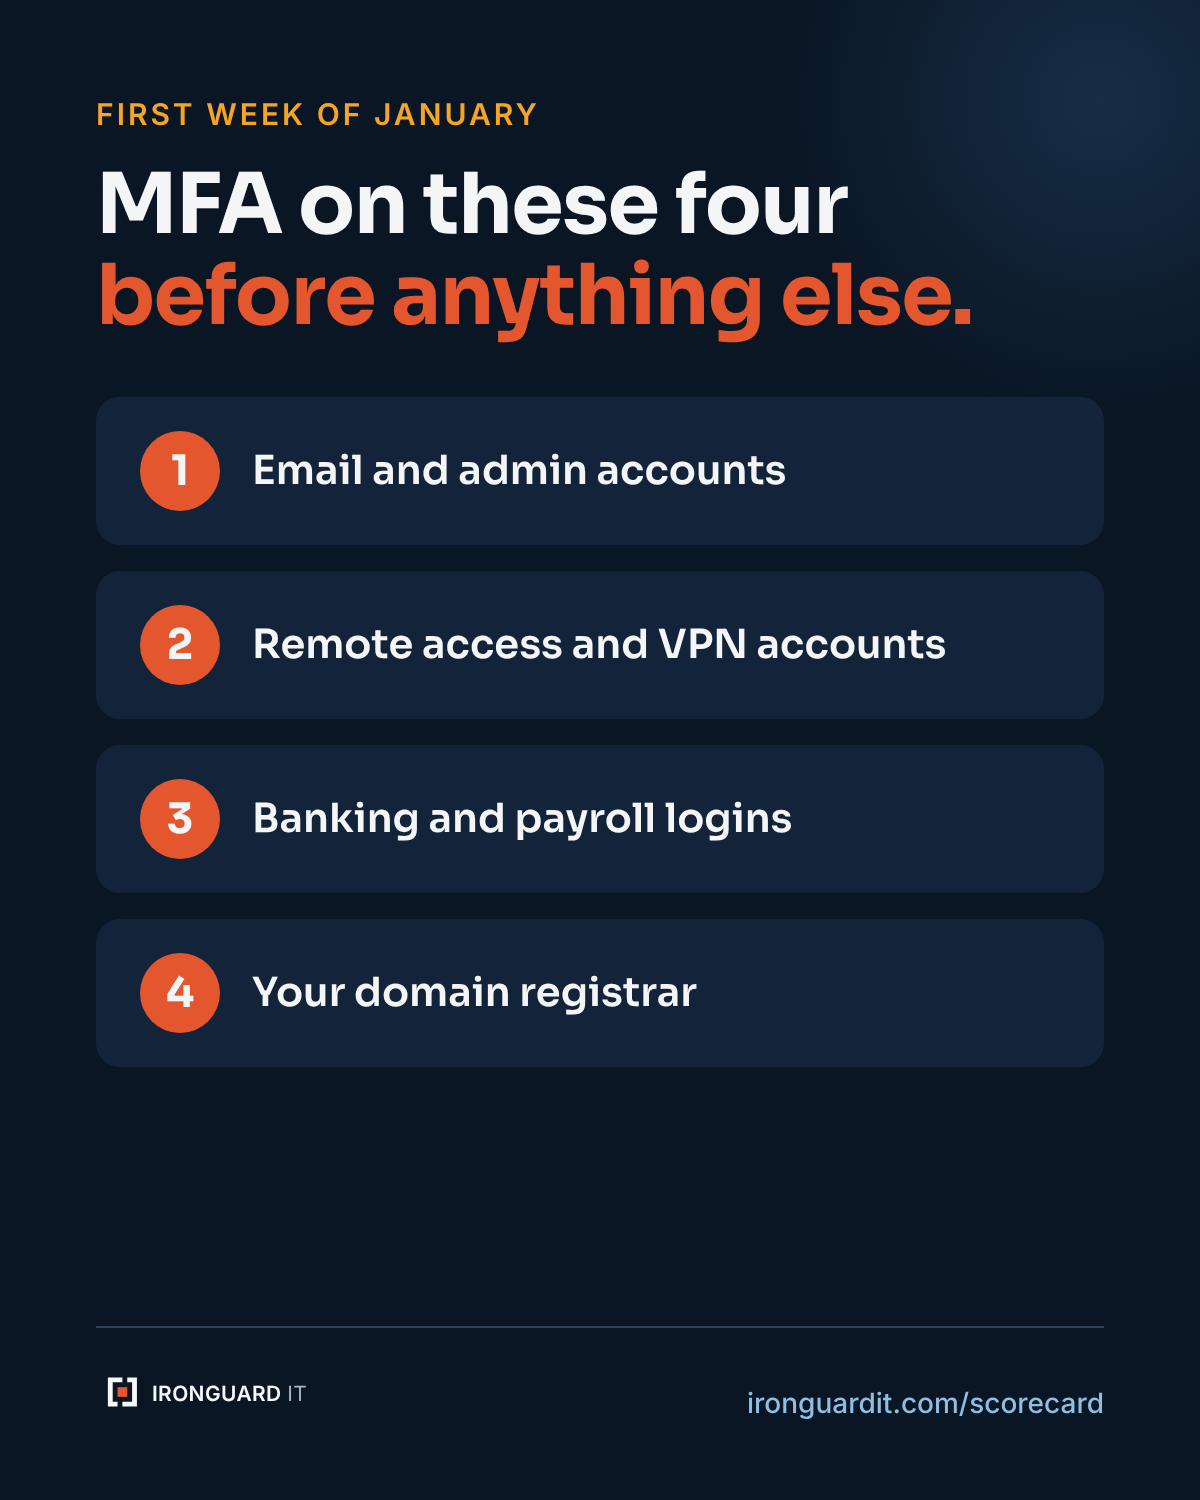 FIRST WEEK OF JANUARY
MFA on these four
before anything else.
1 Email and admin accounts
2 Remote access and VPN accounts
3 Banking and payroll logins
4 Your domain registrar
IRONGUARD IT
ironguardit.com/scorecard